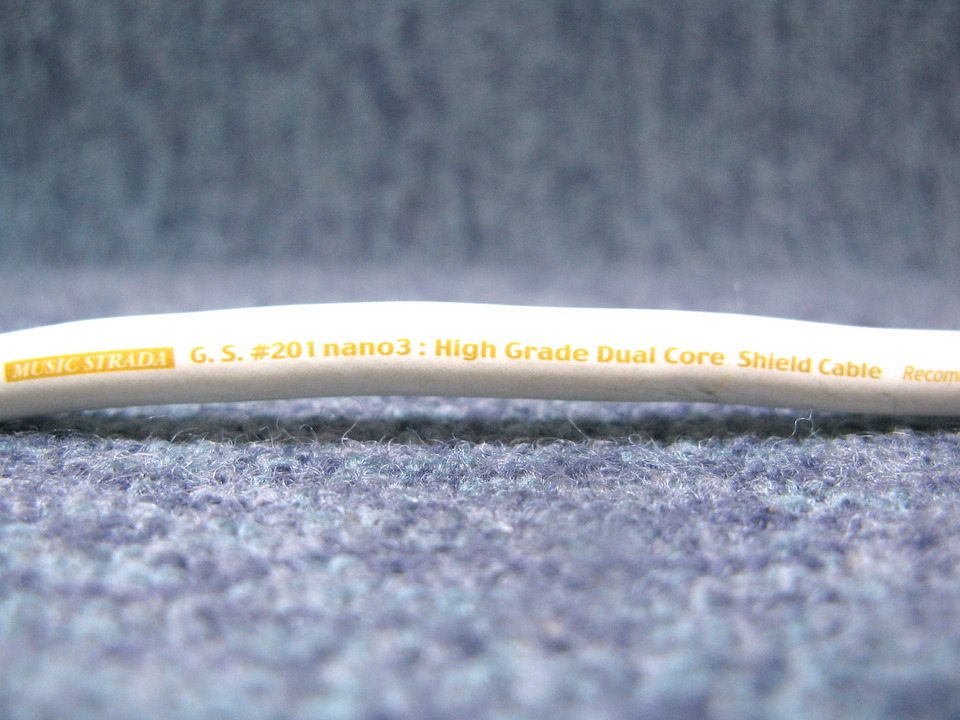 MUSIC STRADA G. S. #201 nano3 : High Grade Dual Core Shield Cable